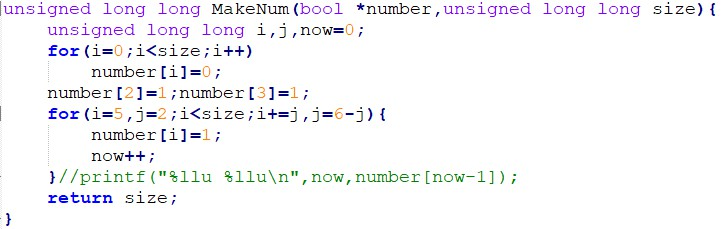 unsigned long long MakeNum(bool *number,unsigned long long size){
    unsigned long long i,j,now=0;
    for(i=0;i<size;i++)
        number[i]=0;
    number[2]=1;number[3]=1;
    for(i=5,j=2;i<size;i+=j,j=6-j){
        number[i]=1;
        now++;
    }//printf("%llu %llu\n",now,number[now-1]);
    return size;
}